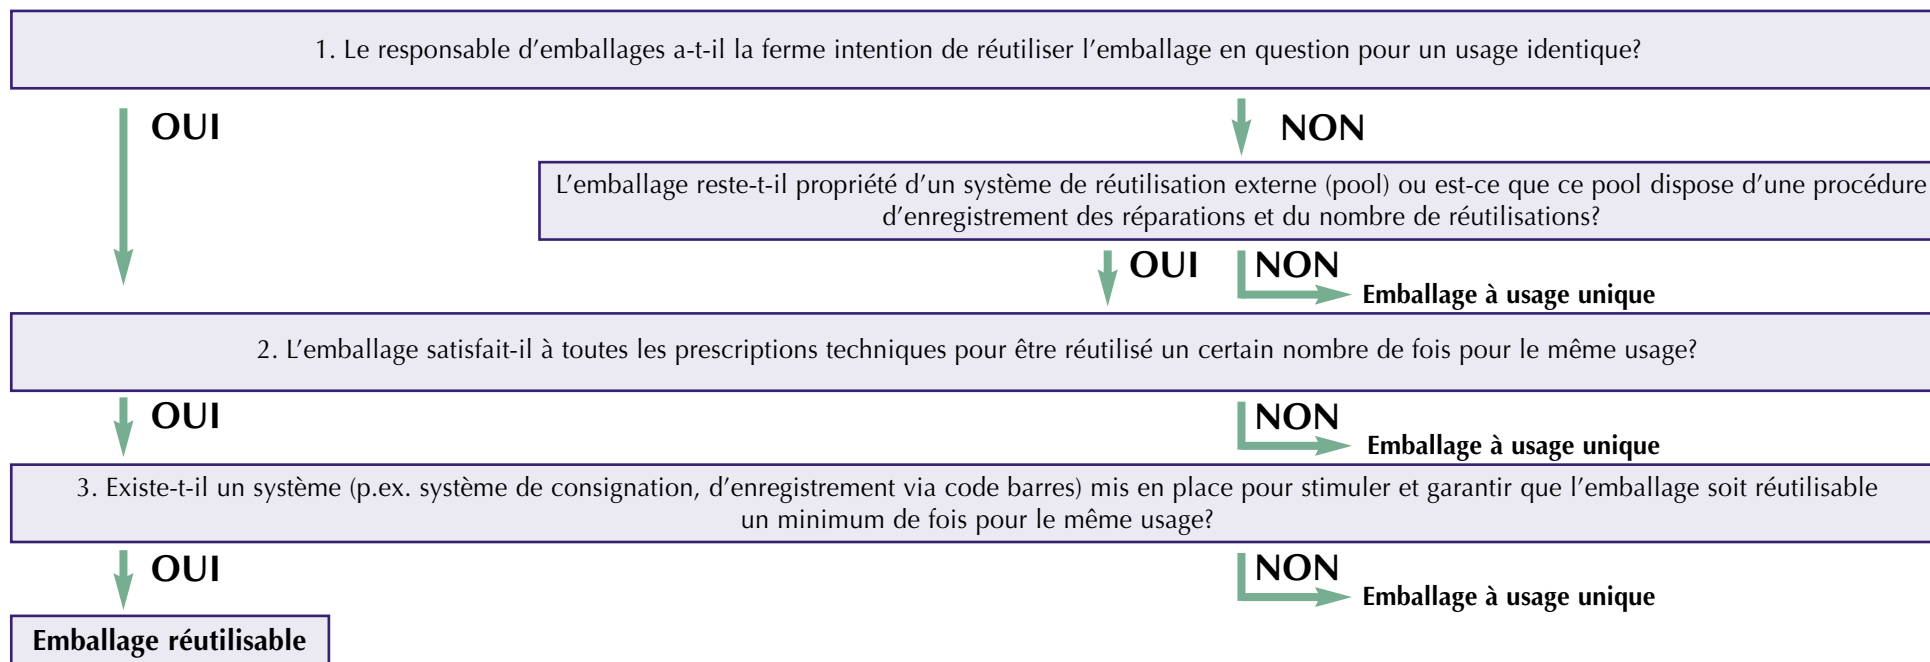 1. Le responsable d’emballages a-t-il la ferme intention de réutiliser l’emballage en question pour un usage identique?
OUI
NON
L’emballage reste-t-il propriété d’un système de réutilisation externe (pool) ou est-ce que ce pool dispose d’une procédure
d’enregistrement des réparations et du nombre de réutilisations?
OUI
NON
Emballage à usage unique
2. L’emballage satisfait-il à toutes les prescriptions techniques pour être réutilisé un certain nombre de fois pour le même usage?
OUI
NON
Emballage à usage unique
3. Existe-t-il un système (p.ex. système de consignation, d’enregistrement via code barres) mis en place pour stimuler et garantir que l’emballage soit réutilisable
un minimum de fois pour le même usage?
OUI
NON
Emballage à usage unique
Emballage réutilisable